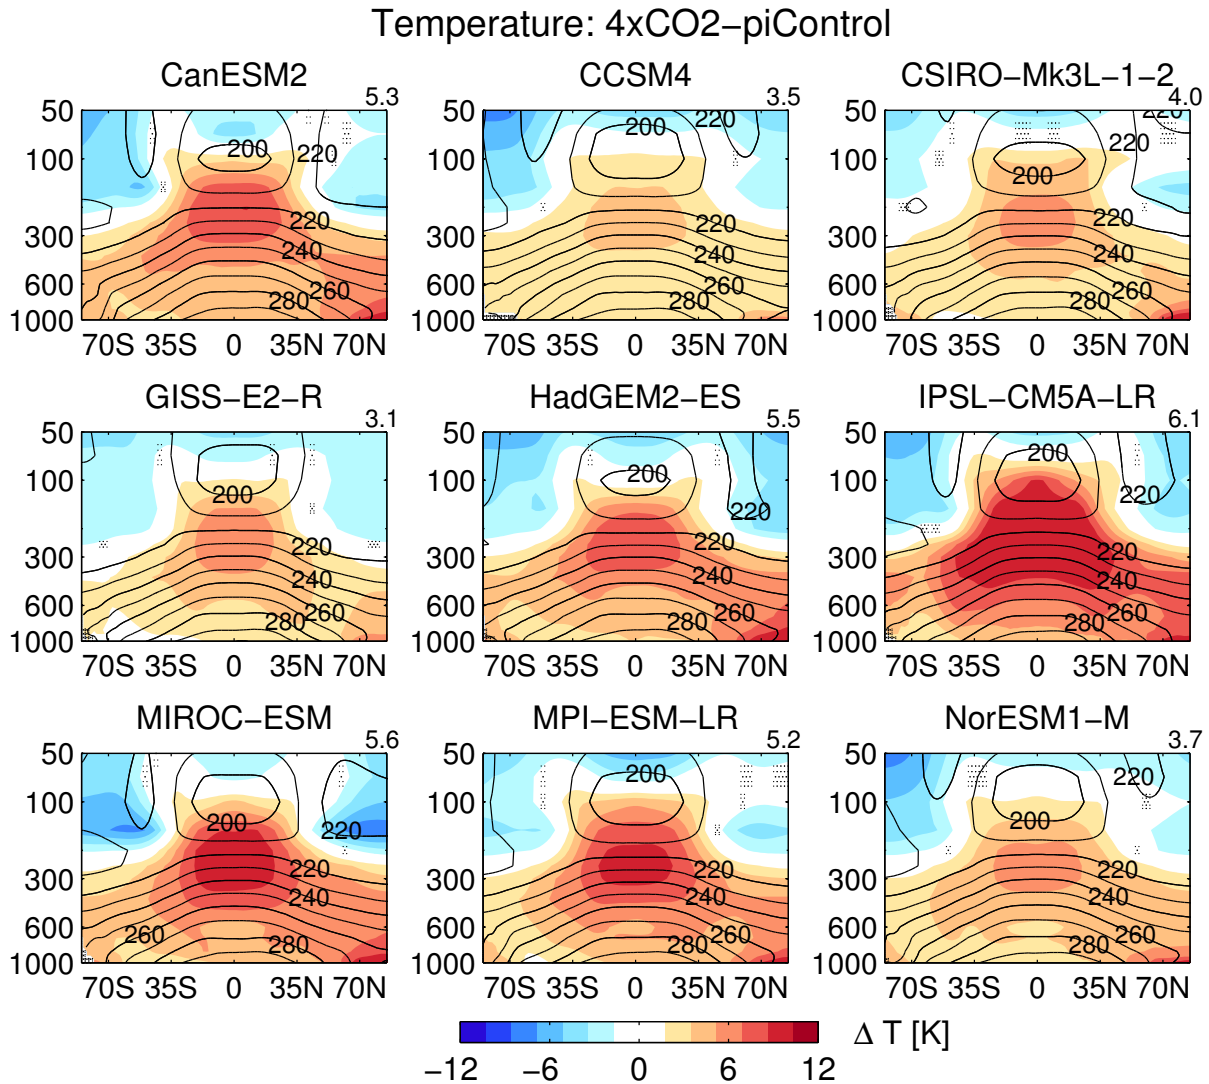 Temperature: 4xCO2−piControl
CanESM2 CCSM4 CSIRO−Mk3L−1−2
5.3 3.5 4.0
50 50 50 220
200 220 200 220 220
100 100 100
200
220 220 220
300 300 300
240 240 240
600 600 600
280 260 280 260 280 260
1000 1000 1000
70S 35S 0 35N 70N 70S 35S 0 35N 70N 70S 35S 0 35N 70N
GISS−E2−R HadGEM2−ES IPSL−CM5A−LR
3.1 5.5 6.1
50 50 50
200 200
100 100 100
200 220 220
220 220 220
300 300 300
240 240 240
600 600 600
280 260 280 260 280 260
1000 1000 1000
70S 35S 0 35N 70N 70S 35S 0 35N 70N 70S 35S 0 35N 70N
MIROC−ESM MPI−ESM−LR NorESM1−M
5.6 5.2 3.7
50 50 50
200 220
100 100 100
200 220 200
220 220 220
300 300 300
240 240 240
600 600 600
260 280 280 260 280 260
1000 1000 1000
70S 35S 0 35N 70N 70S 35S 0 35N 70N 70S 35S 0 35N 70N
Δ T [K]
−12 −6 0 6 12